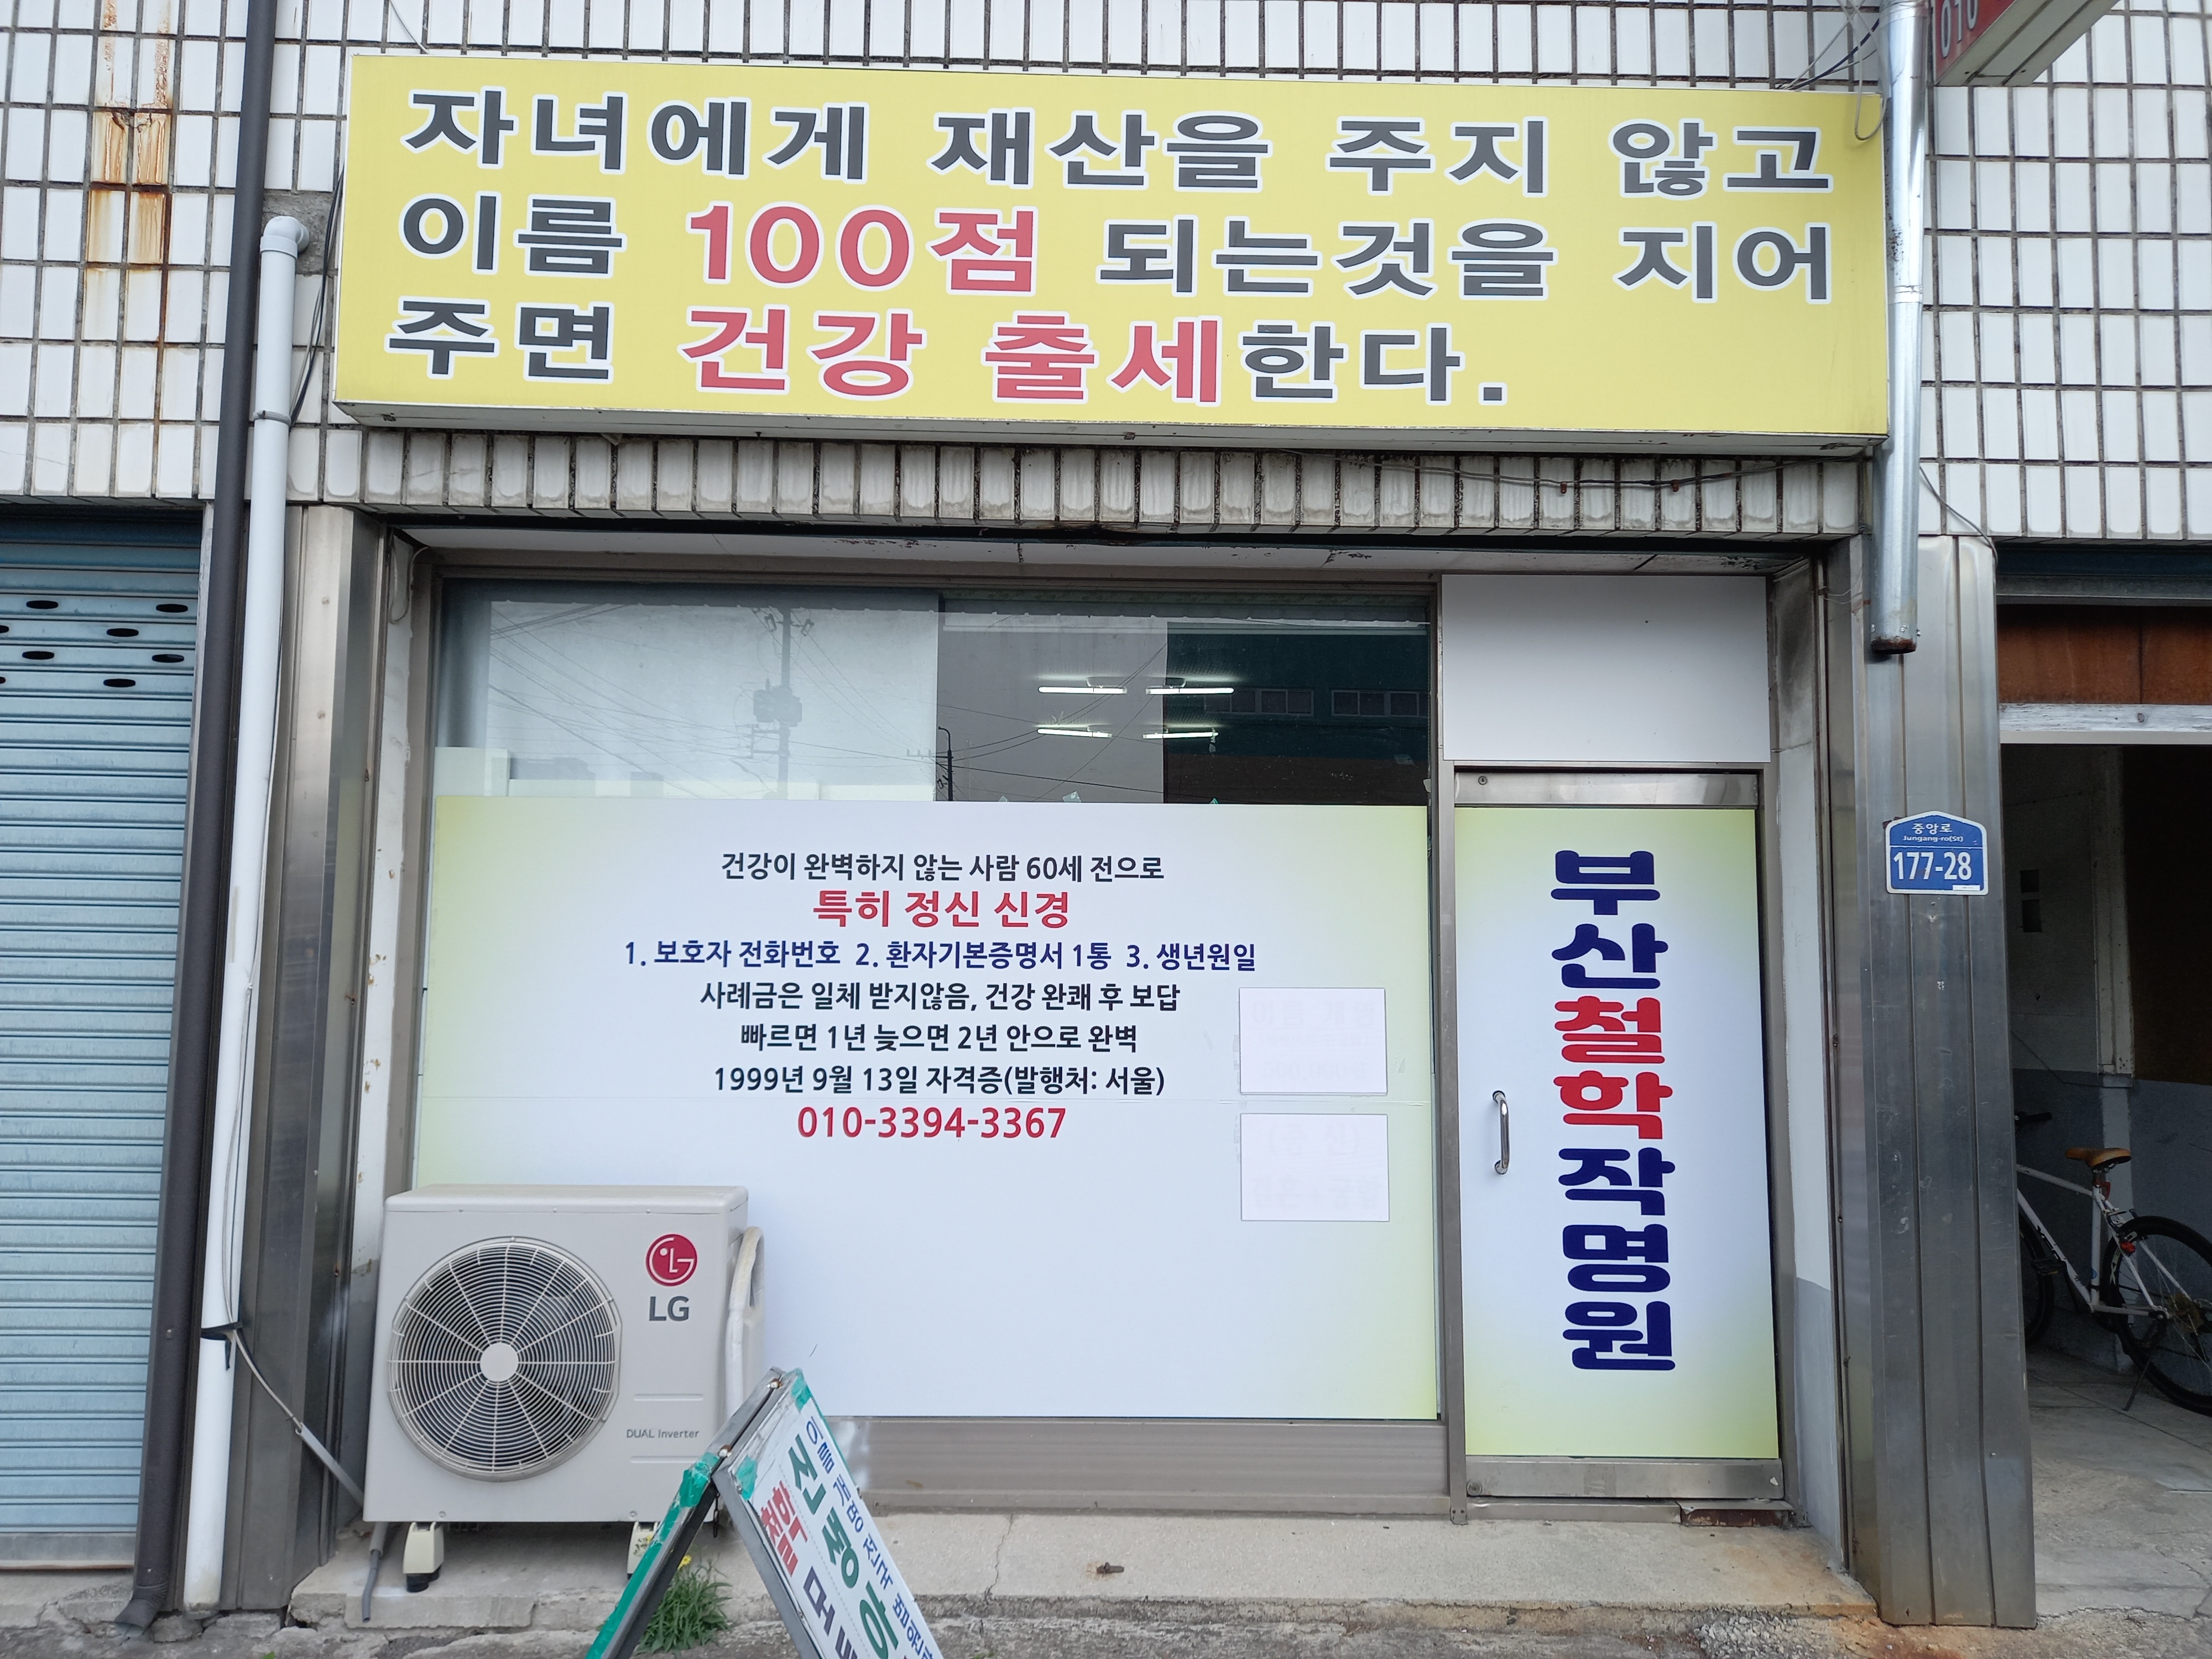 자녀에게 재산을 주지 않고
이름 100점 되는것을 지어
주면 건강 출세한다.
010
건강이 완벽하지 않는 사람 60세 전으로
특히 정신 신경
1. 보호자 전화번호 2. 환자기본증명서 1통 3. 생년원일
사례금은 일체 받지않음, 건강 완쾌 후 보답
빠르면 1년 늦으면 2년 안으로 완벽
1999년 9월 13일 자격증(발행처: 서울)
010-3394-3367
부산철학작명원
중앙로
Jungang-ro(St)
177-28
LG
DUAL Inverter
철학